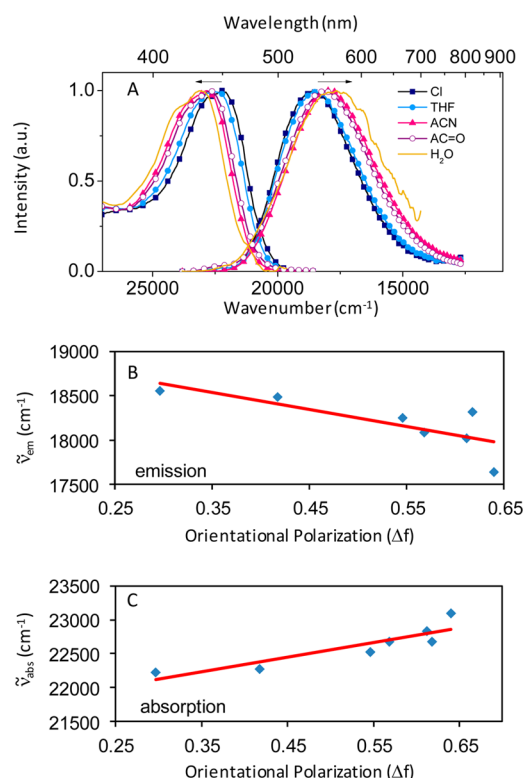 Wavelength (nm)
400 500 600 700 800 900
A
Cl
THF
ACN
AC=O
H₂O
1.0
0.5
0.0
Intensity (a.u.)
25000 20000 15000
Wavenumber (cm⁻¹)
19000
18500
18000
17500
ṽem (cm⁻¹)
B
emission
0.25 0.35 0.45 0.55 0.65
Orientational Polarization (Δf)
23500
23000
22500
22000
21500
ṽabs (cm⁻¹)
C
absorption
0.25 0.35 0.45 0.55 0.65
Orientational Polarization (Δf)